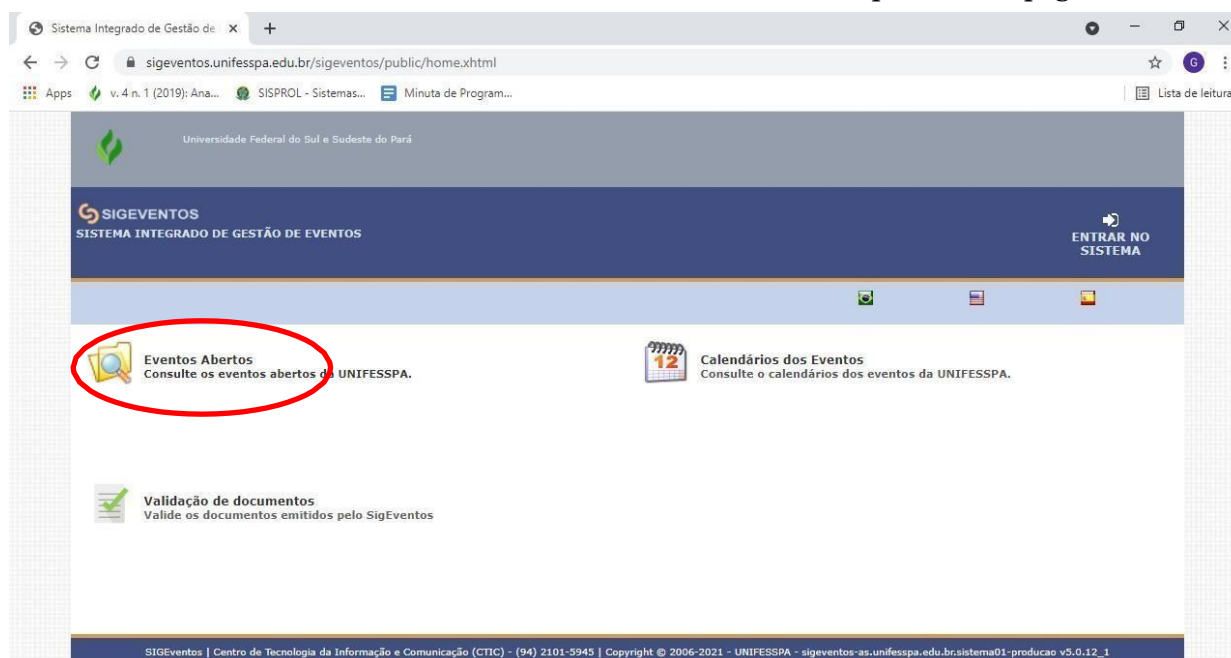 Sistema Integrado de Gestão de
sigeventos.unifesspa.edu.br/sigeventos/public/home.xhtml
G
Apps v. 4 n. 1 (2019): Ana... SISPROL - Sistemas... Minuta de Program... Lista de leitura
Universidade Federal do Sul e Sudeste do Pará
SIGEVENTOS
SISTEMA INTEGRADO DE GESTÃO DE EVENTOS
ENTRAR NO
SISTEMA
Eventos Abertos
Consulte os eventos abertos da UNIFESSPA.
12
Calendários dos Eventos
Consulte o calendários dos eventos da UNIFESSPA.
Validação de documentos
Valide os documentos emitidos pelo SigEventos
SIGEventos | Centro de Tecnologia da Informação e Comunicação (CTIC) - (94) 2101-5945 | Copyright © 2006-2021 - UNIFESSPA - sigeventos-as.unifesspa.edu.br.sistema01-producao v5.0.12_1